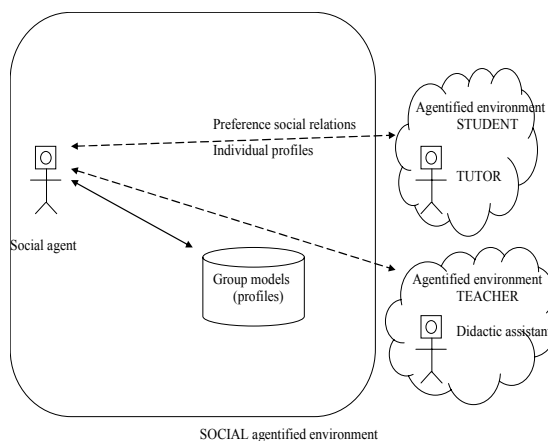 Preference social relations
Individual profiles
Social agent
Group models
(profiles)
Agentified environment
STUDENT
TUTOR
Agentified environment
TEACHER
Didactic assistant
SOCIAL agentified environment